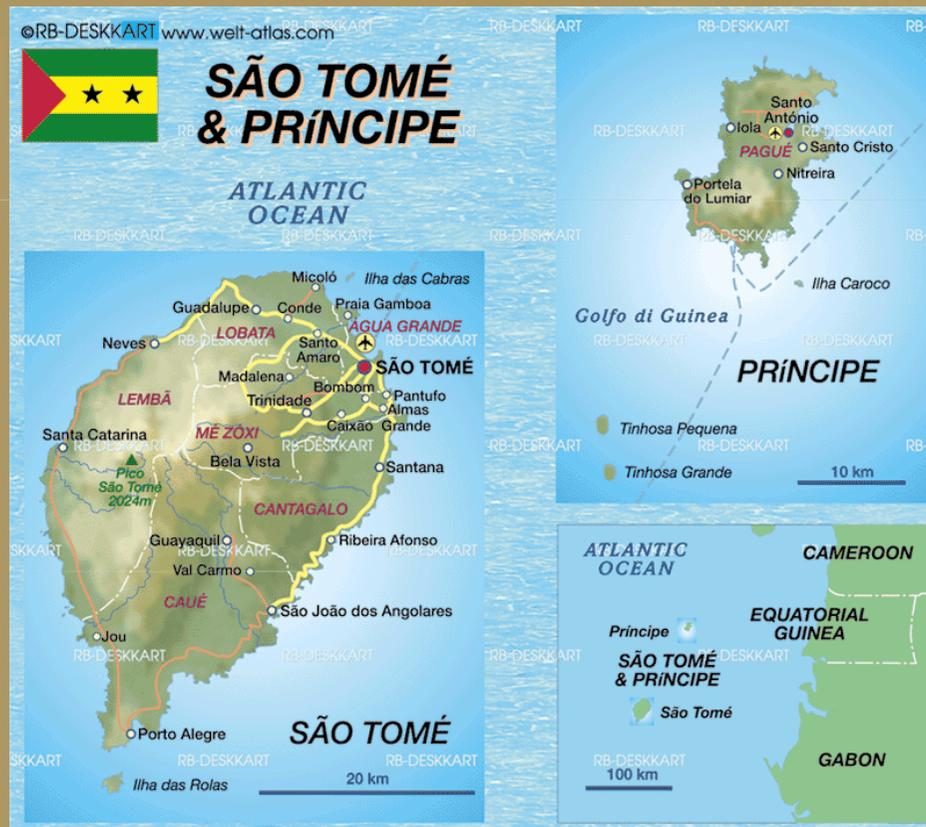 ©RB-DESKKART www.welt-atlas.com
SÃO TOMÉ
& PRíNCIPE
ATLANTIC
OCEAN
Micoló
Ilha das Cabras
Guadalupe
Conde
Praia Gamboa
LOBATA
AGUA GRANDE
Neves
Santo
Amaro
SÃO TOMÉ
Madalena
Bombom
LEMBÃ
Trinidade
Pantufo
Almas
Caixão Grande
Santa Catarina
MÉ ZÓXI
Bela Vista
Santana
Pico
São Tomé
2024m
CANTAGALO
Guayaquil
Ribeira Afonso
Val Carmo
CAUÉ
São João dos Angolares
Jou
Porto Alegre
SÃO TOMÉ
Ilha das Rolas
20 km
Santo
António
Iola
PAGUÉ
Santo Cristo
Nitreira
Portela
do Lumiar
Ilha Caroco
Golfo di Guinea
PRíNCIPE
Tinhosa Pequena
Tinhosa Grande
10 km
ATLANTIC
OCEAN
CAMEROON
EQUATORIAL
GUINEA
Príncipe
SÃO TOMÉ
& PRíNCIPE
São Tomé
GABON
100 km
RB-DESKKART